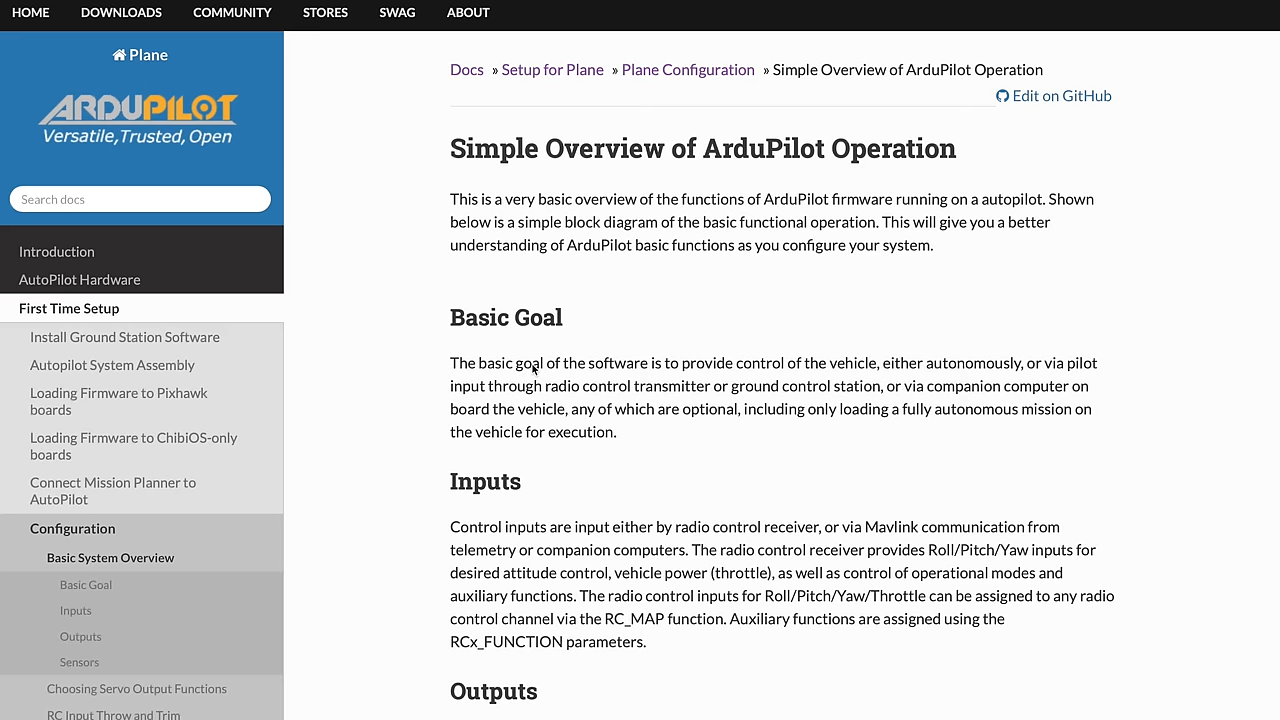 HOME DOWNLOADS COMMUNITY STORES SWAG ABOUT
Plane
ARDUPILOT
Versatile,Trusted, Open
Search docs
Introduction
AutoPilot Hardware
First Time Setup
Install Ground Station Software
Autopilot System Assembly
Loading Firmware to Pixhawk
boards
Loading Firmware to ChibiOS-only
boards
Connect Mission Planner to
AutoPilot
Configuration
Basic System Overview
Basic Goal
Inputs
Outputs
Sensors
Choosing Servo Output Functions
RC Input Throw and Trim
Docs » Setup for Plane » Plane Configuration » Simple Overview of ArduPilot Operation
Edit on GitHub
Simple Overview of ArduPilot Operation
This is a very basic overview of the functions of ArduPilot firmware running on a autopilot. Shown
below is a simple block diagram of the basic functional operation. This will give you a better
understanding of ArduPilot basic functions as you configure your system.
Basic Goal
The basic goal of the software is to provide control of the vehicle, either autonomously, or via pilot
input through radio control transmitter or ground control station, or via companion computer on
board the vehicle, any of which are optional, including only loading a fully autonomous mission on
the vehicle for execution.
Inputs
Control inputs are input either by radio control receiver, or via Mavlink communication from
telemetry or companion computers. The radio control receiver provides Roll/Pitch/Yaw inputs for
desired attitude control, vehicle power (throttle), as well as control of operational modes and
auxiliary functions. The radio control inputs for Roll/Pitch/Yaw/Throttle can be assigned to any radio
control channel via the RC_MAP function. Auxiliary functions are assigned using the
RCx_FUNCTION parameters.
Outputs